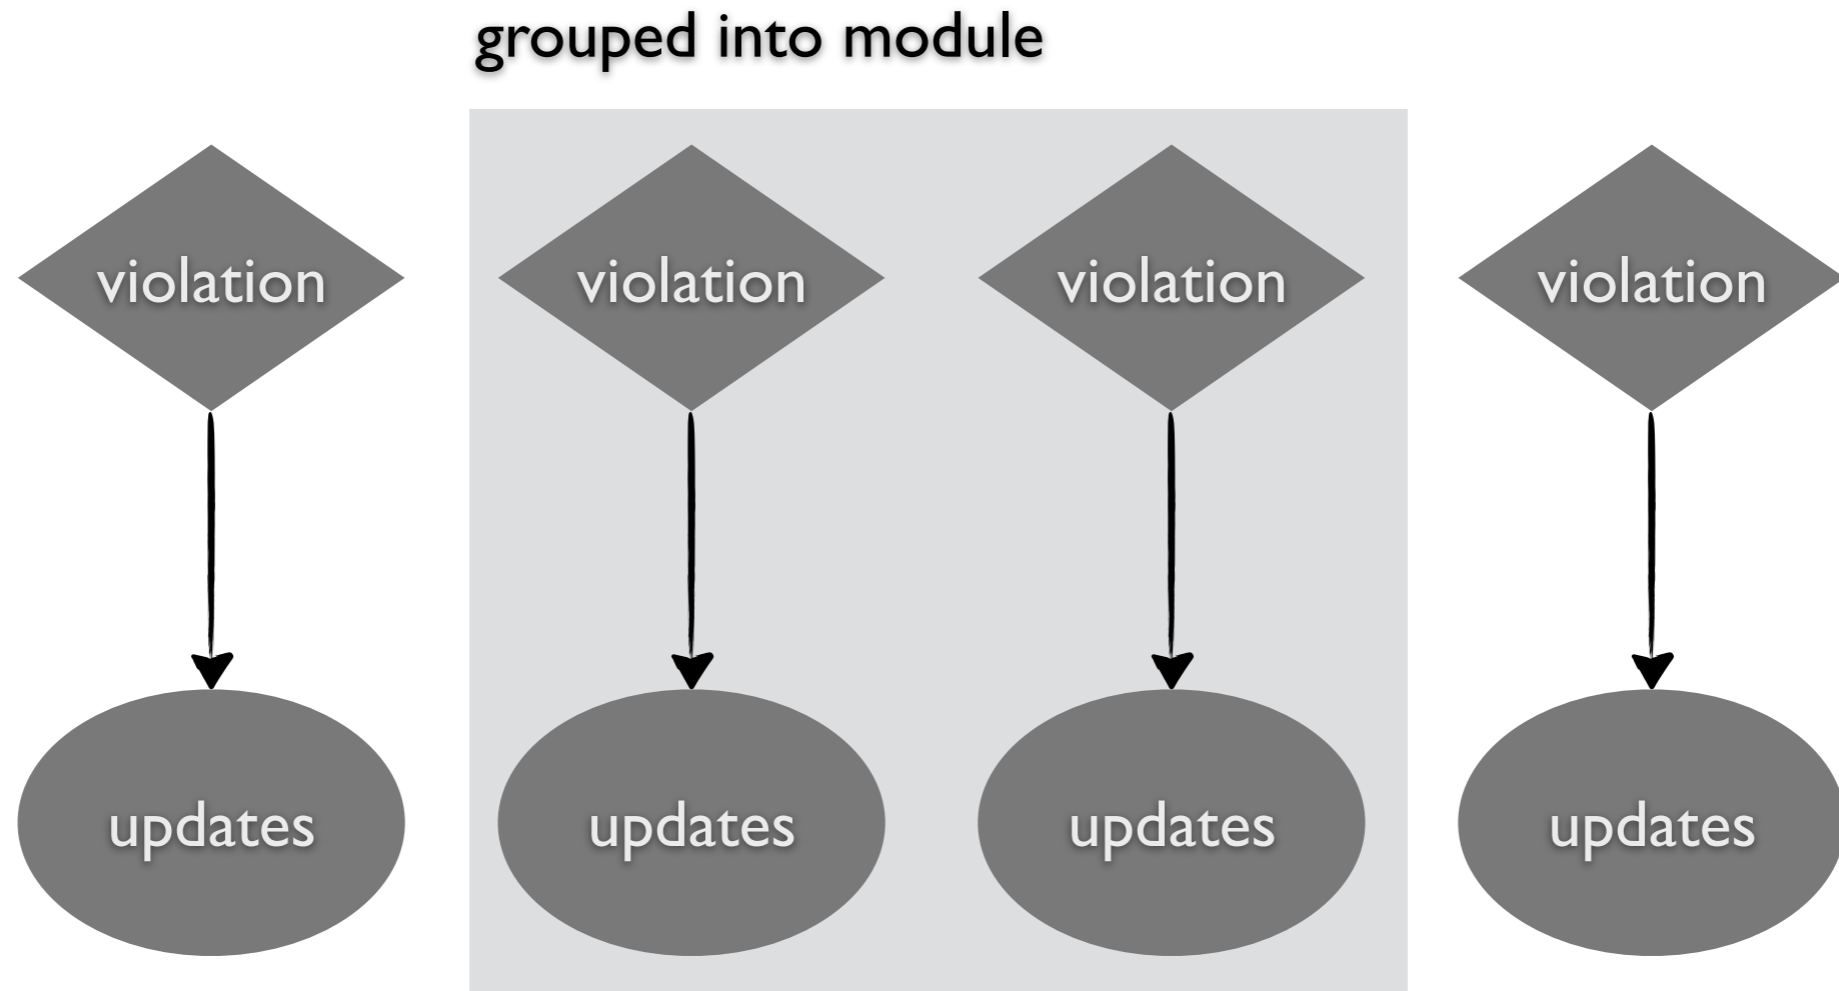 grouped into module
violation violation violation violation
updates updates updates updates